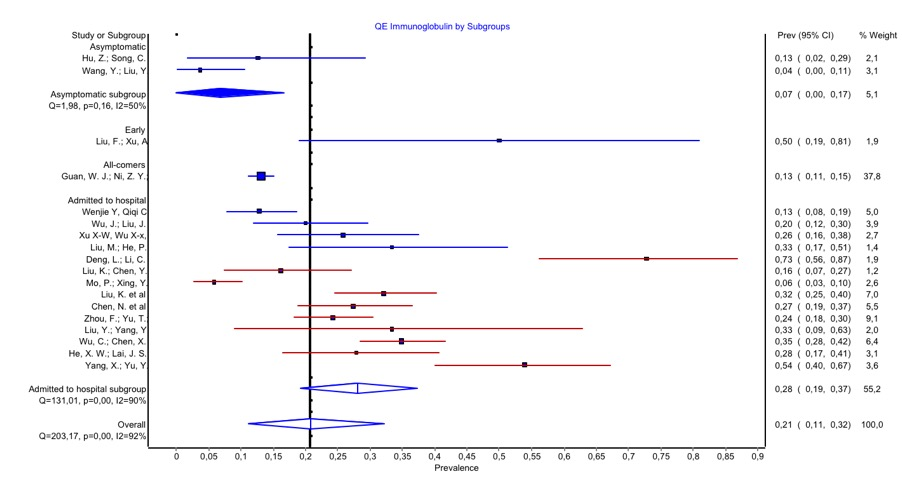 QE Immunoglobulin by Subgroups
Study or Subgroup Prev (95% CI) % Weight
Asymptomatic
Hu, Z.; Song, C. 0,13 ( 0,02, 0,29) 2,1
Wang, Y.; Liu, Y 0,04 ( 0,00, 0,11) 3,1
Asymptomatic subgroup 0,07 ( 0,00, 0,17) 5,1
Q=1,98, p=0,16, I2=50%
Early
Liu, F.; Xu, A 0,50 ( 0,19, 0,81) 1,9
All-comers
Guan, W. J.; Ni, Z. Y. 0,13 ( 0,11, 0,15) 37,8
Admitted to hospital
Wenjie Y, Qiqi C 0,13 ( 0,08, 0,19) 5,0
Wu, J.; Liu, J. 0,20 ( 0,12, 0,30) 3,9
Xu X-W, Wu X-x, 0,26 ( 0,16, 0,38) 2,7
Liu, M.; He, P. 0,33 ( 0,17, 0,51) 1,4
Deng, L.; Li, C. 0,73 ( 0,56, 0,87) 1,9
Liu, K.; Chen, Y. 0,16 ( 0,07, 0,27) 1,2
Mo, P.; Xing, Y. 0,06 ( 0,03, 0,10) 2,6
Liu, K. et al 0,32 ( 0,25, 0,40) 7,0
Chen, N. et al 0,27 ( 0,19, 0,37) 5,5
Zhou, F.; Yu, T. 0,24 ( 0,18, 0,30) 9,1
Liu, Y.; Yang, Y 0,33 ( 0,09, 0,63) 2,0
Wu, C.; Chen, X. 0,35 ( 0,28, 0,42) 6,4
He, X. W.; Lai, J. S. 0,28 ( 0,17, 0,41) 3,1
Yang, X.; Yu, Y. 0,54 ( 0,40, 0,67) 3,6
Admitted to hospital subgroup 0,28 ( 0,19, 0,37) 55,2
Q=131,01, p=0,00, I2=90%
Overall 0,21 ( 0,11, 0,32) 100,0
Q=203,17, p=0,00, I2=92%
0 0,05 0,1 0,15 0,2 0,25 0,3 0,35 0,4 0,45 0,5 0,55 0,6 0,65 0,7 0,75 0,8 0,85 0,9
Prevalence